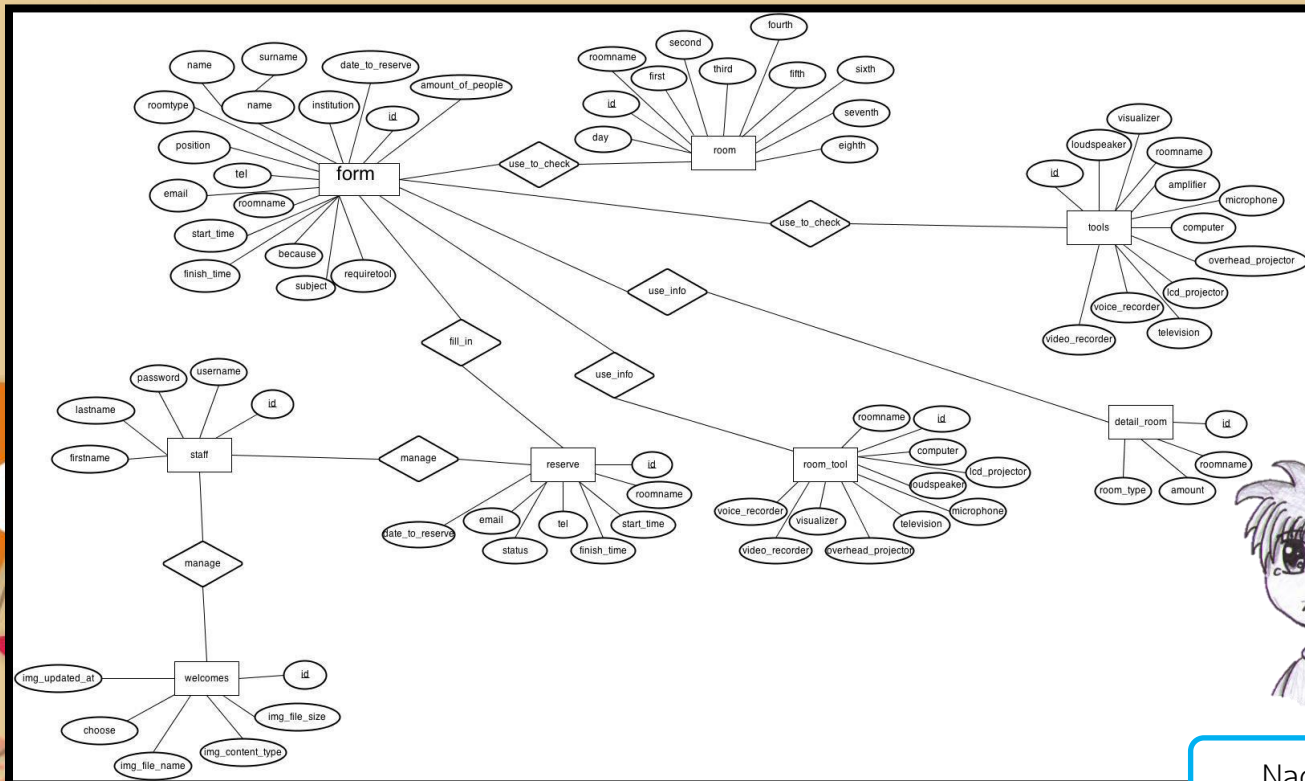 fourth
second
surname
name
date_to_reserve
roomname
third
fifth
sixth
first
amount_of_people
roomtype
name
institution
id
id
seventh
visualizer
day
eighth
position
room
loudspeaker
roomname
use_to_check
tel
form
id
amplifier
email
roomname
microphone
start_time
use_to_check
tools
computer
because
overhead_projector
finish_time
requiretool
subject
use_info
lcd_projector
voice_recorder
video_recorder
television
fill_in
username
password
use_info
id
lastname
roomname
id
detail_room
id
firstname
staff
manage
reserve
id
room_tool
computer
lcd_projector
loudspeaker
roomname
roomname
room_type
amount
voice_recorder
microphone
email
tel
start_time
visualizer
television
date_to_reserve
status
finish_time
video_recorder
overhead_projector
manage
img_updated_at
welcomes
id
choose
img_file_size
img_file_name
img_content_type